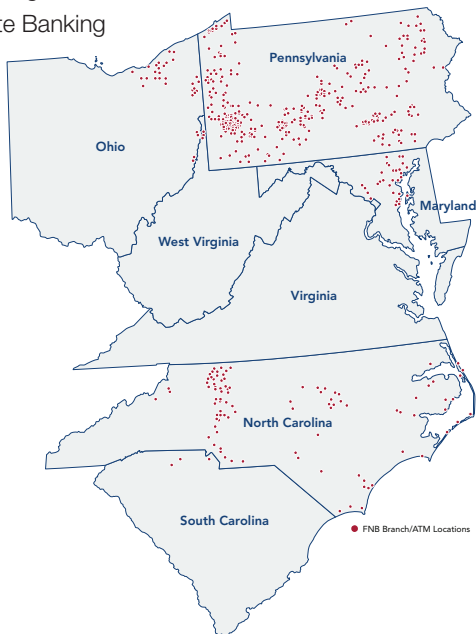 te Banking
Pennsylvania
Ohio
Maryland
West Virginia
Virginia
North Carolina
South Carolina
FNB Branch/ATM Locations